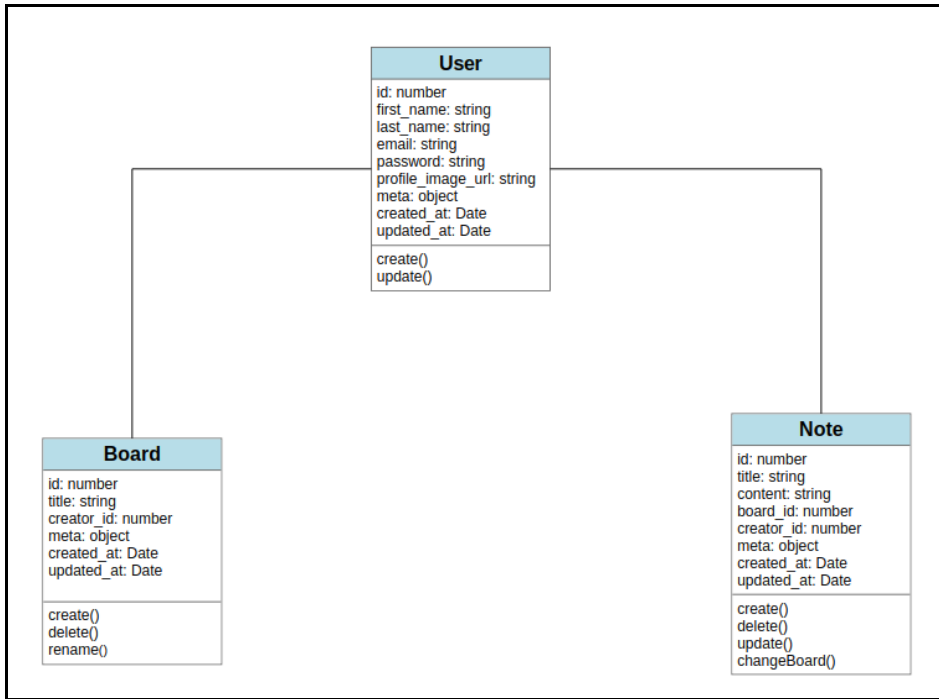 User
id: number
first_name: string
last_name: string
email: string
password: string
profile_image_url: string
meta: object
created_at: Date
updated_at: Date
create()
update()
Board
id: number
title: string
creator_id: number
meta: object
created_at: Date
updated_at: Date
create()
delete()
rename()
Note
id: number
title: string
content: string
board_id: number
creator_id: number
meta: object
created_at: Date
updated_at: Date
create()
delete()
update()
changeBoard()